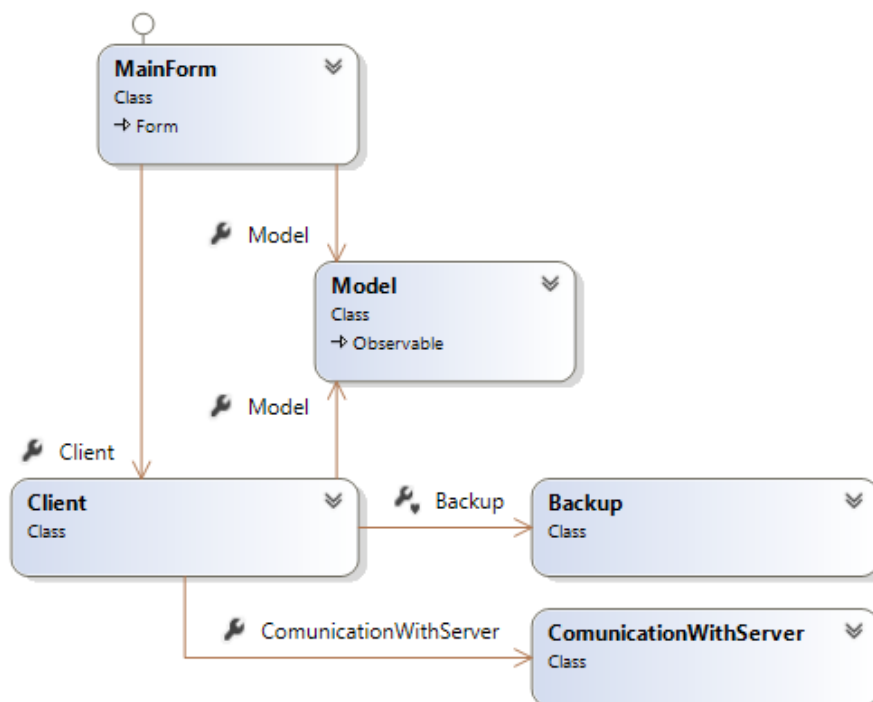 MainForm
Class
Form
Model
Model
Class
Observable
Model
Client
Client
Class
Backup
Backup
Class
ComunicationWithServer
ComunicationWithServer
Class